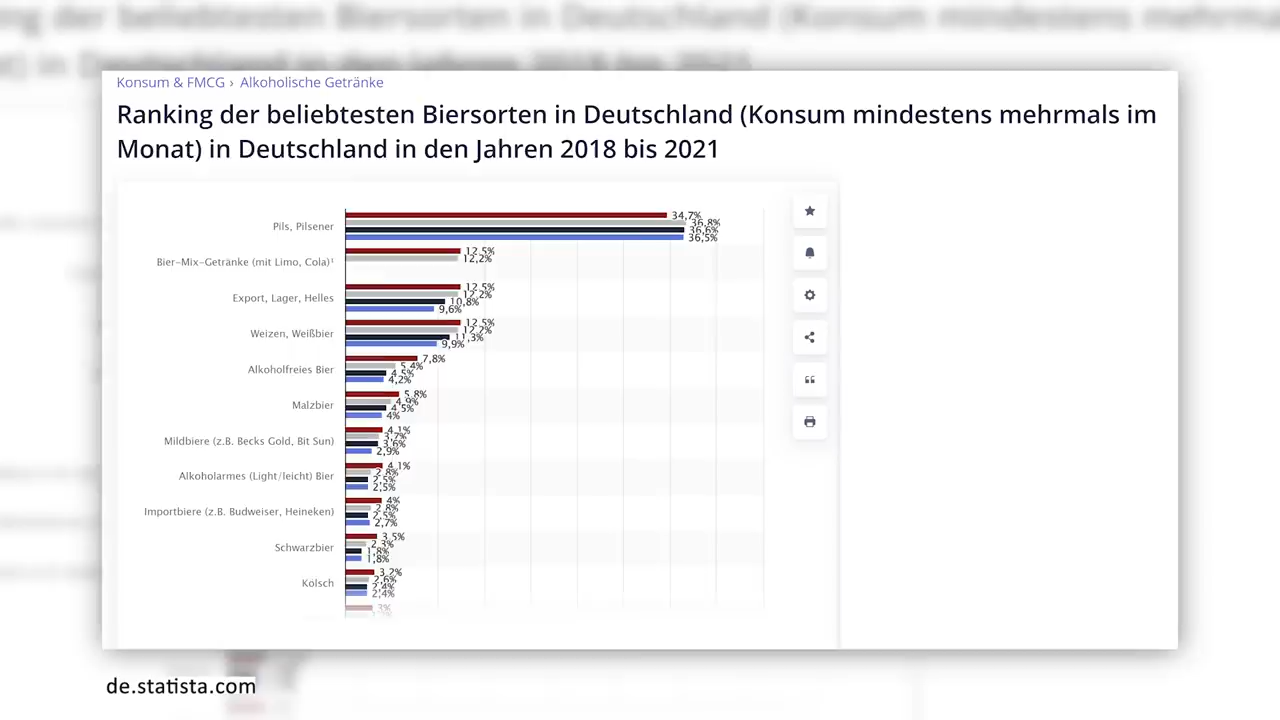 Konsum & FMCG › Alkoholische Getränke
Ranking der beliebtesten Biersorten in Deutschland (Konsum mindestens mehrmals im
Monat) in Deutschland in den Jahren 2018 bis 2021
Pils, Pilsener
34,7%
36,8%
36,6%
36,5%
Bier-Mix-Getränke (mit Limo, Cola)¹
12,5%
12,2%
Export, Lager, Helles
12,5%
12,2%
10,8%
9,6%
Weizen, Weißbier
12,5%
12,2%
11,3%
9,9%
Alkoholfreies Bier
7,8%
5,4%
4,5%
4,2%
Malzbier
5,8%
4,9%
4,5%
4%
Mildbiere (z.B. Becks Gold, Bit Sun)
4,1%
3,7%
3,6%
2,9%
Alkoholarmes (Light/leicht) Bier
4,1%
2,8%
2,5%
2,5%
Importbiere (z.B. Budweiser, Heineken)
4%
2,8%
2,5%
2,7%
Schwarzbier
3,5%
2,3%
1,8%
1,8%
Kölsch
3,2%
2,6%
2,4%
2,4%
3%
de.statista.com